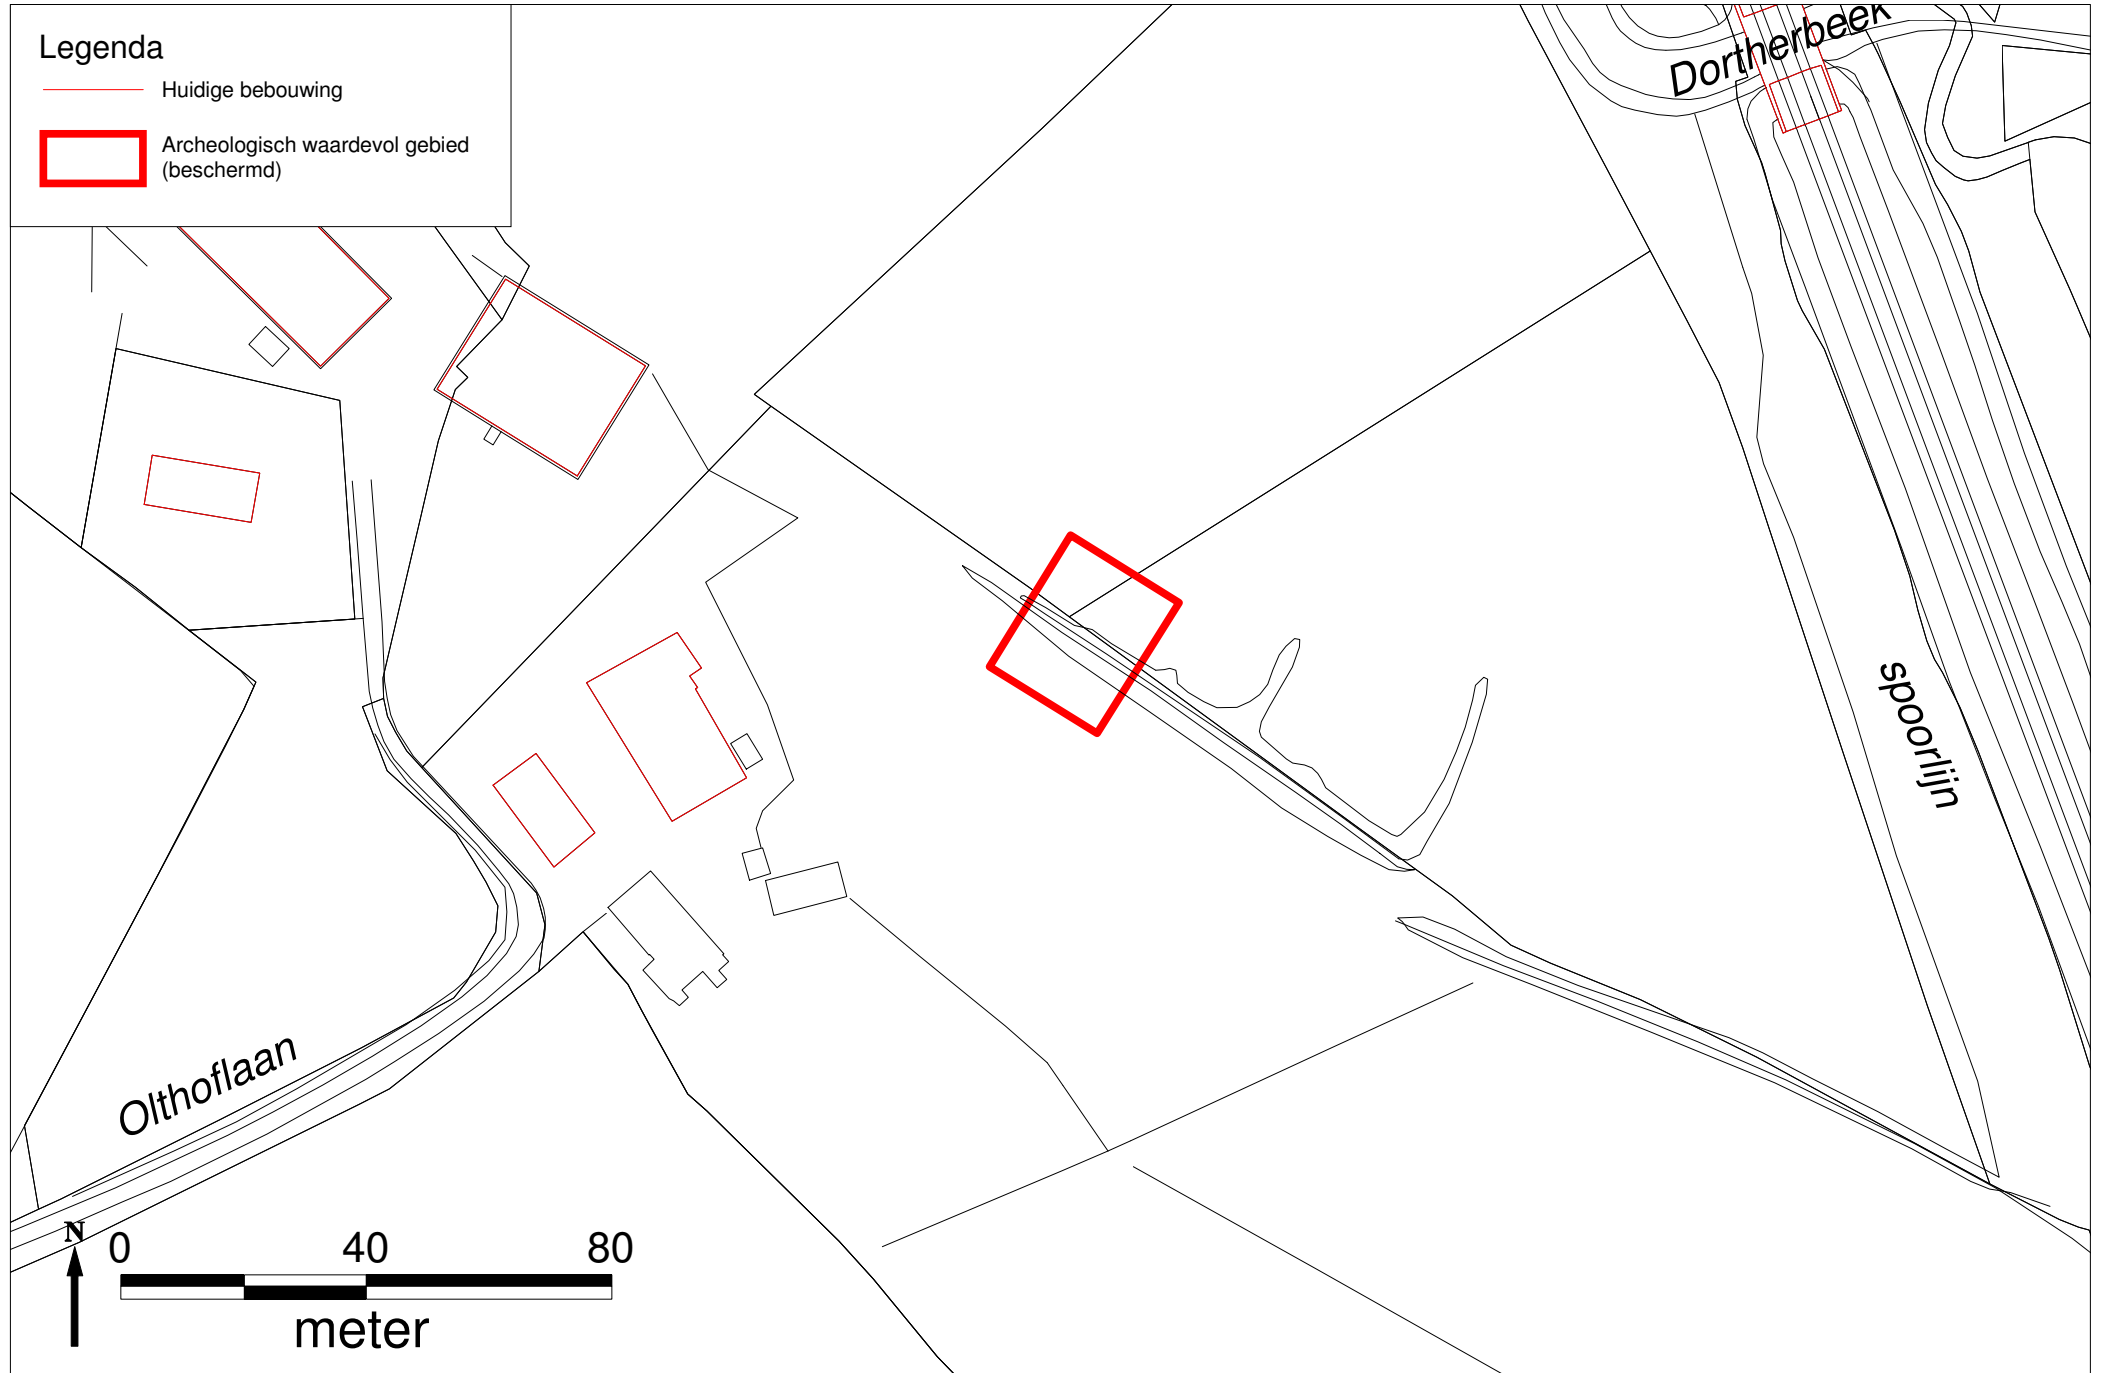 Legenda
Huidige bebouwing
Archeologisch waardevol gebied
(beschermd)
Dortherbeek
spoorlijn
Olthoflaan
N
0 40 80
meter